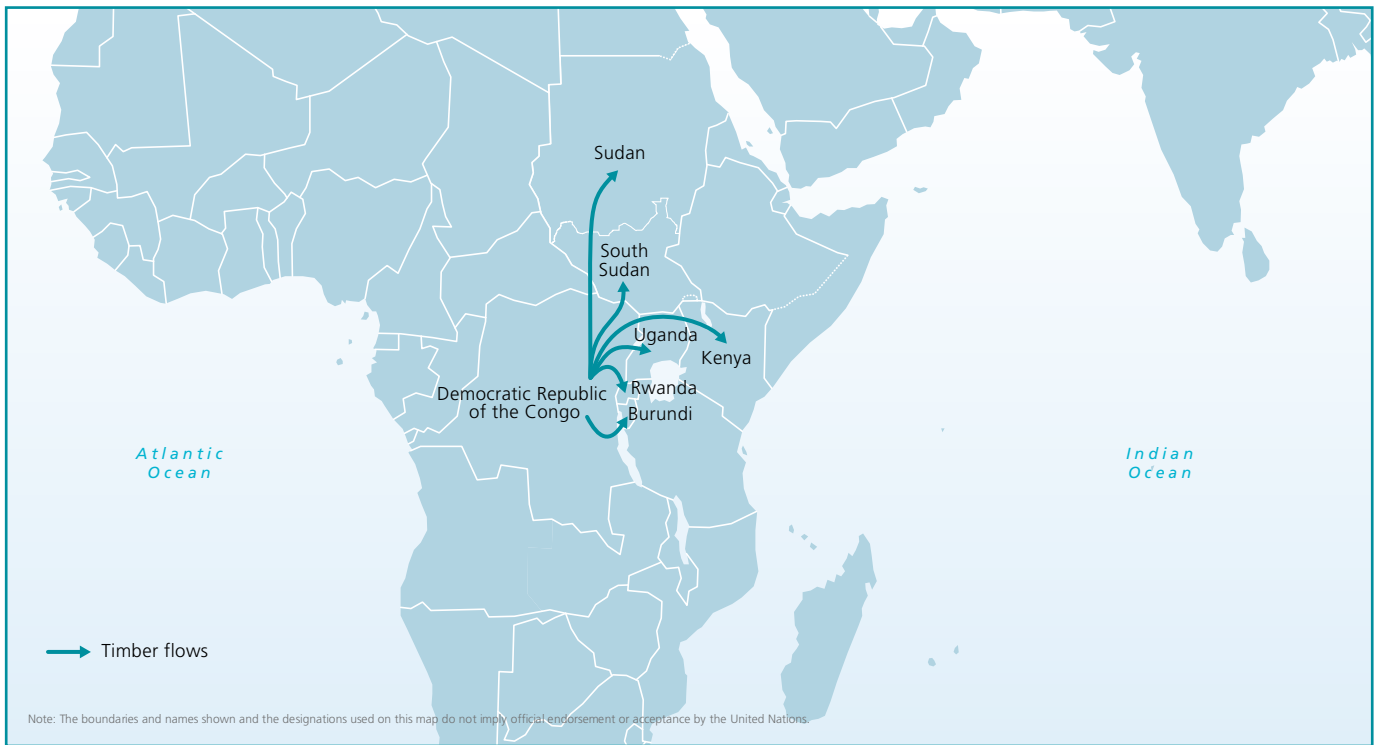 Sudan
South
Sudan
Uganda
Kenya
Democratic Republic
of the Congo
Rwanda
Burundi
Atlantic
Ocean
Indian
Ocean
Timber flows
Note: The boundaries and names shown and the designations used on this map do not imply official endorsement or acceptance by the United Nations.